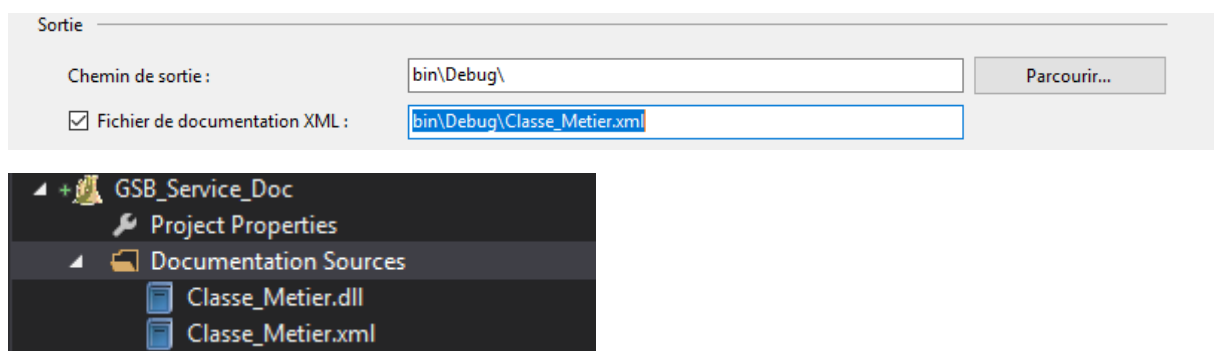 Sortie
Chemin de sortie : bin\Debug\ Parcourir...
Fichier de documentation XML : bin\Debug\Classe_Metier.xml
GSB_Service_Doc
Project Properties
Documentation Sources
Classe_Metier.dll
Classe_Metier.xml